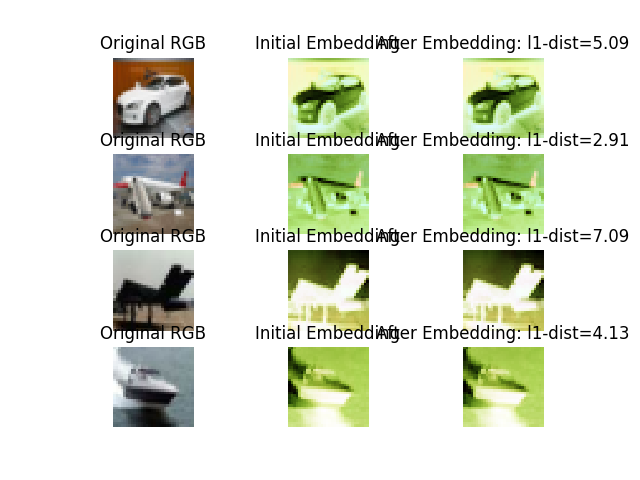 Original RGB Initial Embedding After Embedding: l1-dist=5.09
Original RGB Initial Embedding After Embedding: l1-dist=2.91
Original RGB Initial Embedding After Embedding: l1-dist=7.09
Original RGB Initial Embedding After Embedding: l1-dist=4.13